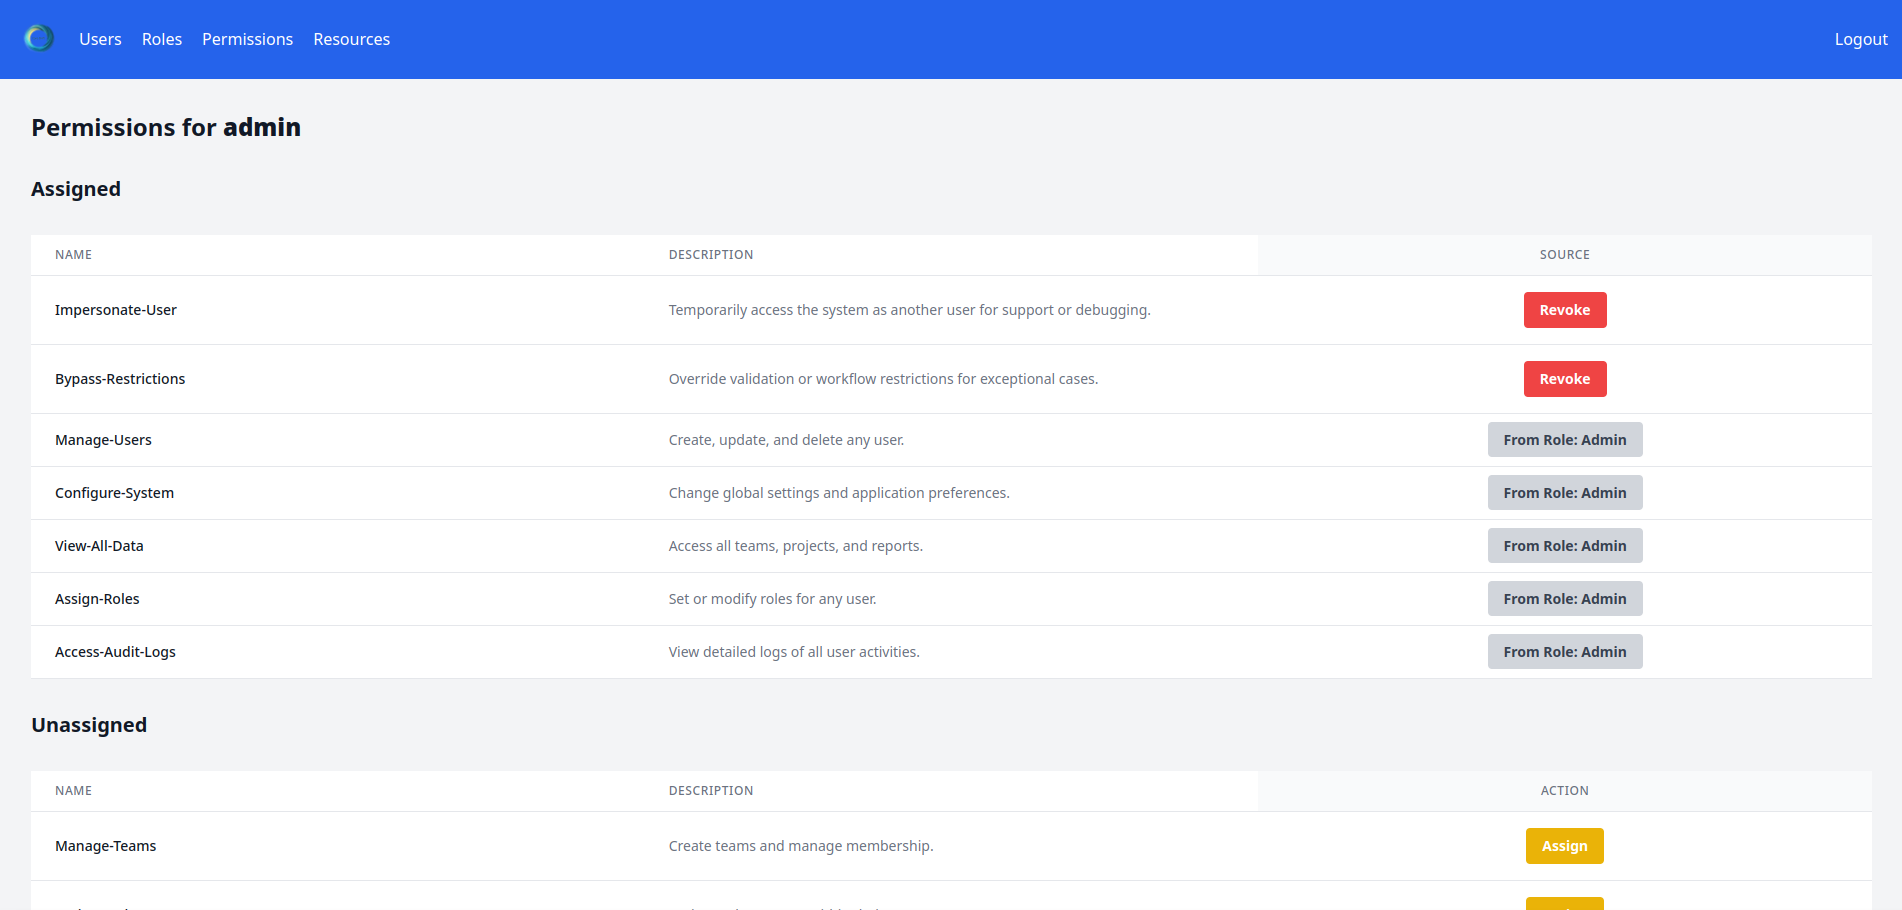 Users Roles Permissions Resources Logout
Permissions for admin
Assigned
NAME DESCRIPTION SOURCE
Impersonate-User Temporarily access the system as another user for support or debugging. Revoke
Bypass-Restrictions Override validation or workflow restrictions for exceptional cases. Revoke
Manage-Users Create, update, and delete any user. From Role: Admin
Configure-System Change global settings and application preferences. From Role: Admin
View-All-Data Access all teams, projects, and reports. From Role: Admin
Assign-Roles Set or modify roles for any user. From Role: Admin
Access-Audit-Logs View detailed logs of all user activities. From Role: Admin
Unassigned
NAME DESCRIPTION ACTION
Manage-Teams Create teams and manage membership. Assign